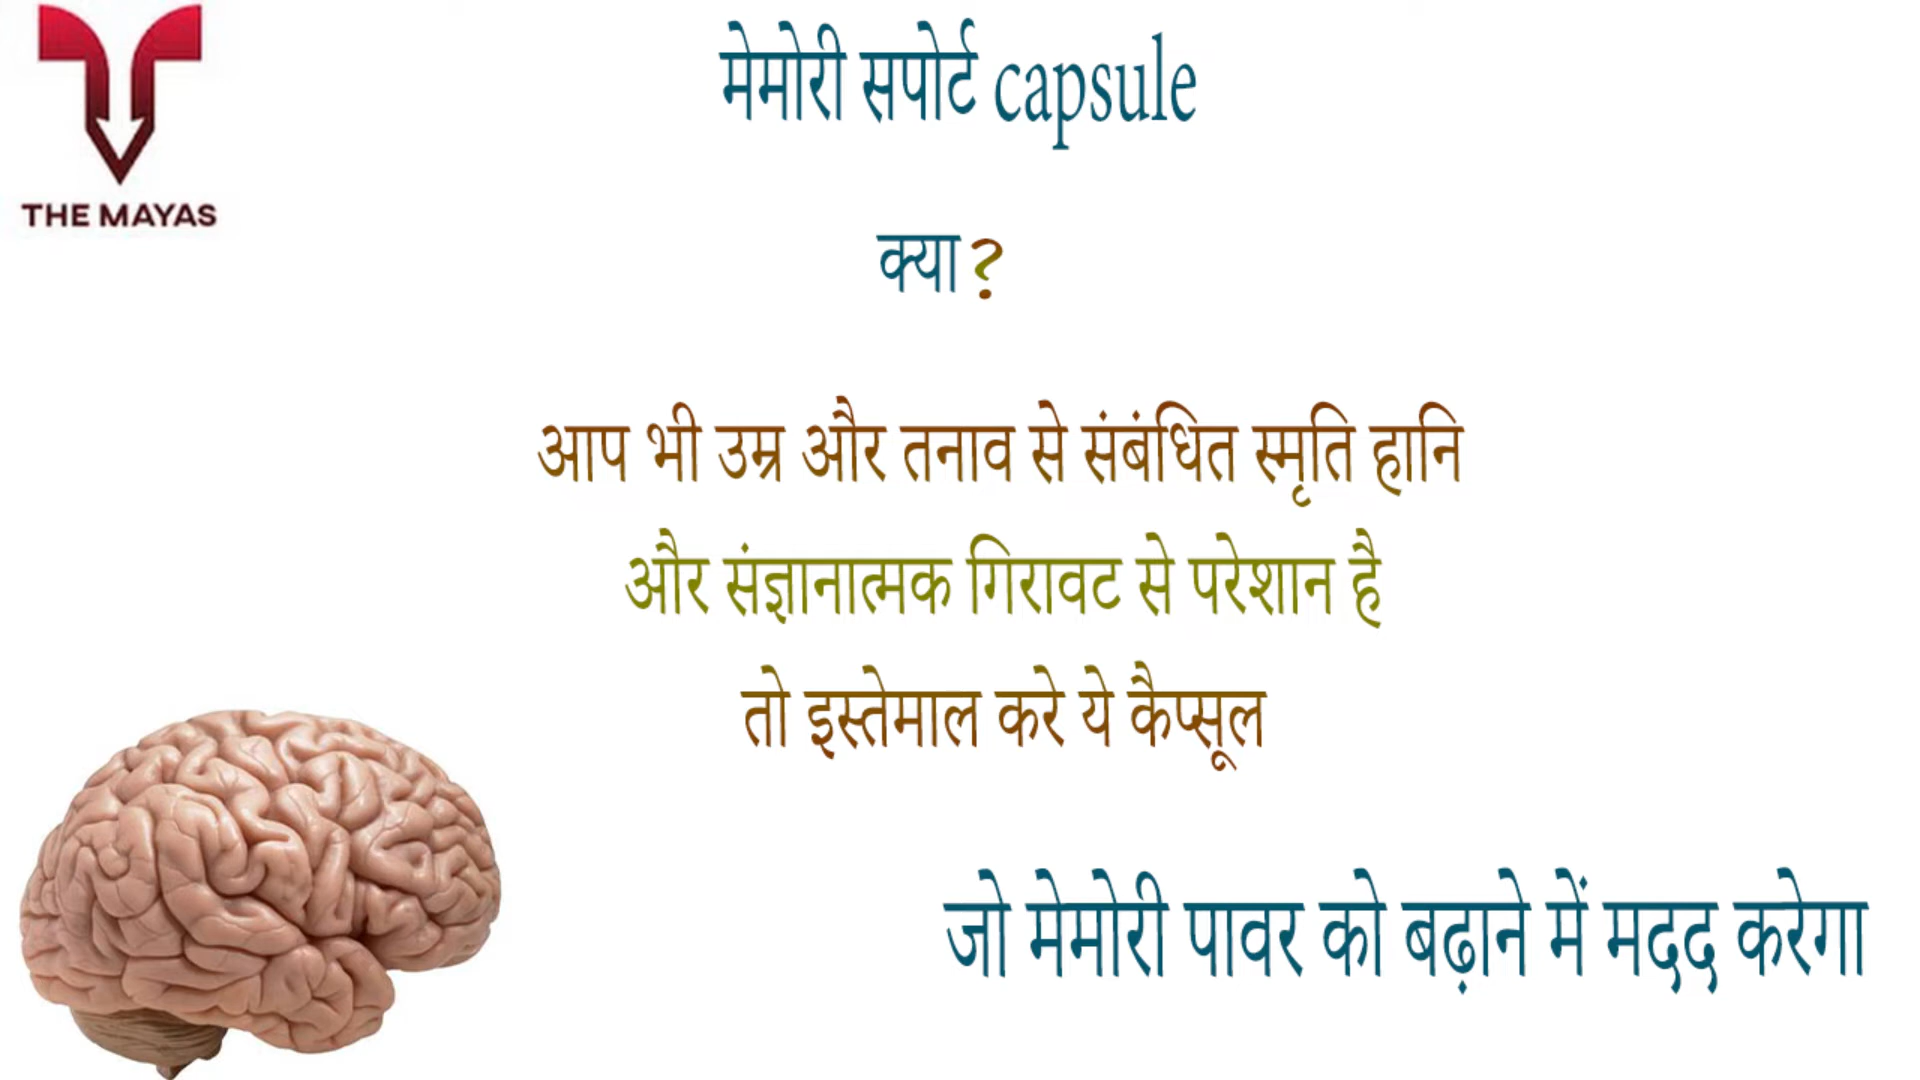 THE MAYAS
मेमोरी सपोर्ट capsule
क्या?
आप भी उम्र और तनाव से संबंधित स्मृति हानि
और संज्ञानात्मक गिरावट से परेशान है
तो इस्तेमाल करे ये कैप्सूल
जो मेमोरी पावर को बढ़ाने में मदद करेगा